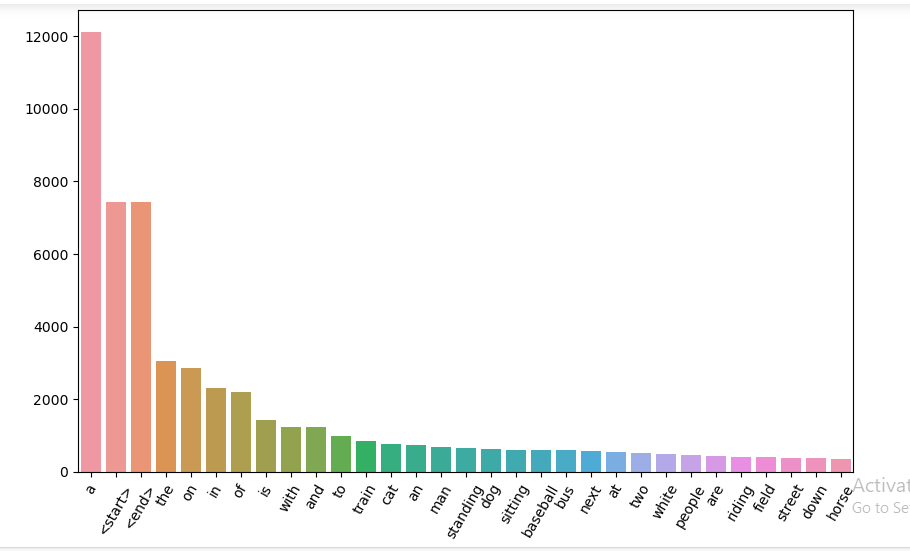 12000
10000
8000
6000
4000
2000
0
a
<start>
<end>
the
on
in
of
is
with
and
to
train
cat
an
man
standing
dog
sitting
baseball
bus
next
at
two
white
people
are
riding
field
street
down
horse
Activat
Go to Se